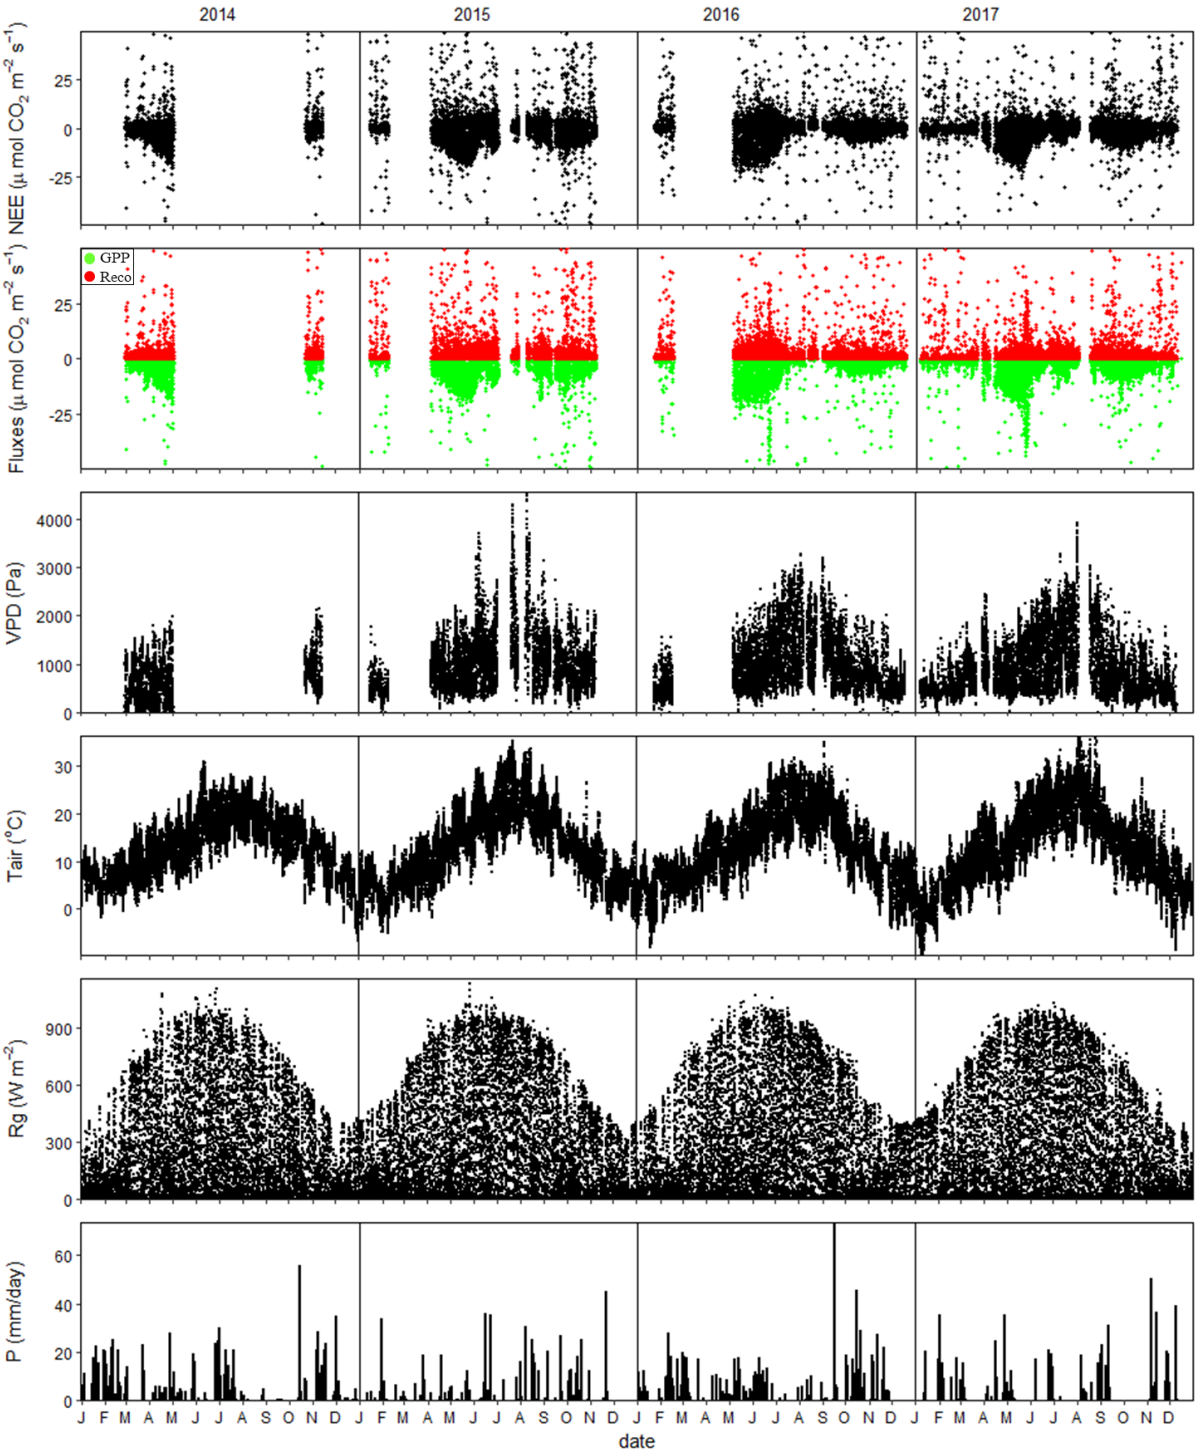 2014 2015 2016 2017
NEE (μ mol CO₂ m⁻² s⁻¹)
25
0
-25
Fluxes (μ mol CO₂ m⁻² s⁻¹)
GPP
Reco
25
0
-25
VPD (Pa)
4000
3000
2000
1000
0
Tair (°C)
30
20
10
0
Rg (W m⁻²)
900
600
300
0
P (mm/day)
60
40
20
0
J F M A M J J A S O N D J F M A M J J A S O N D J F M A M J J A S O N D J F M A M J J A S O N D
date